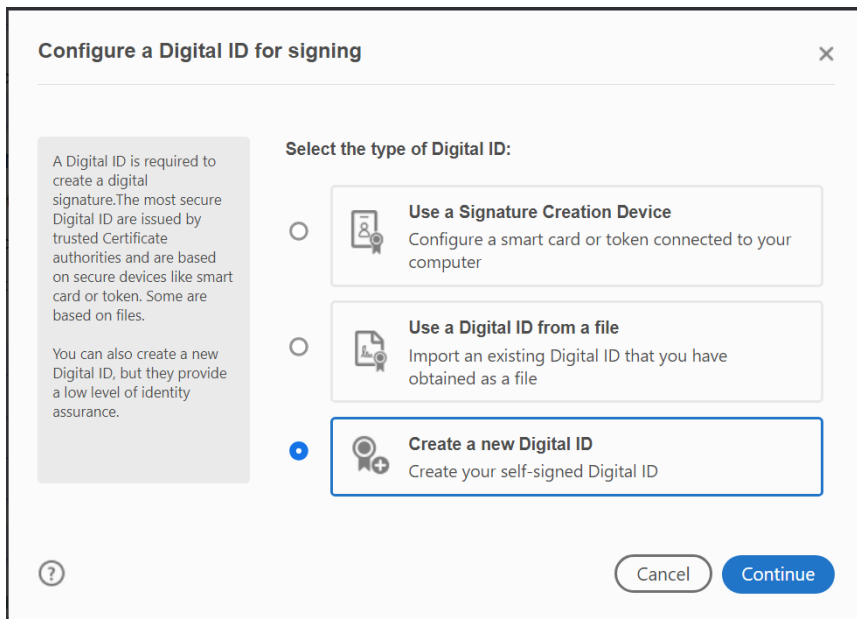 Configure a Digital ID for signing
A Digital ID is required to
create a digital
signature.The most secure
Digital ID are issued by
trusted Certificate
authorities and are based
on secure devices like smart
card or token. Some are
based on files.
You can also create a new
Digital ID, but they provide
a low level of identity
assurance.
Select the type of Digital ID:
Use a Signature Creation Device
Configure a smart card or token connected to your
computer
Use a Digital ID from a file
Import an existing Digital ID that you have
obtained as a file
Create a new Digital ID
Create your self-signed Digital ID
?
Cancel
Continue